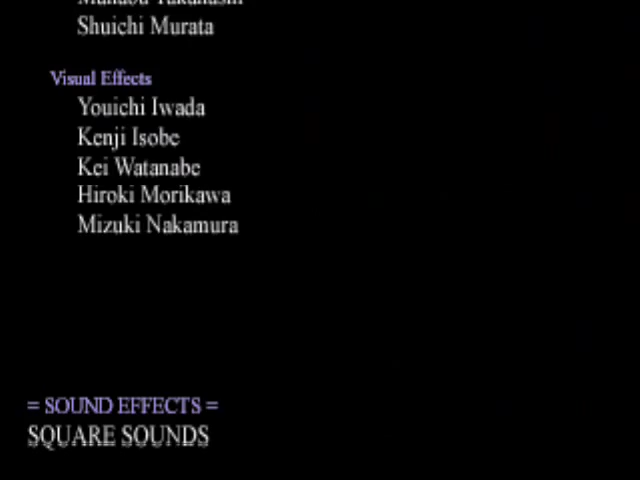 Shuichi Murata
Visual Effects
Youichi Iwada
Kenji Isobe
Kei Watanabe
Hiroki Morikawa
Mizuki Nakamura
= SOUND EFFECTS =
SQUARE SOUNDS